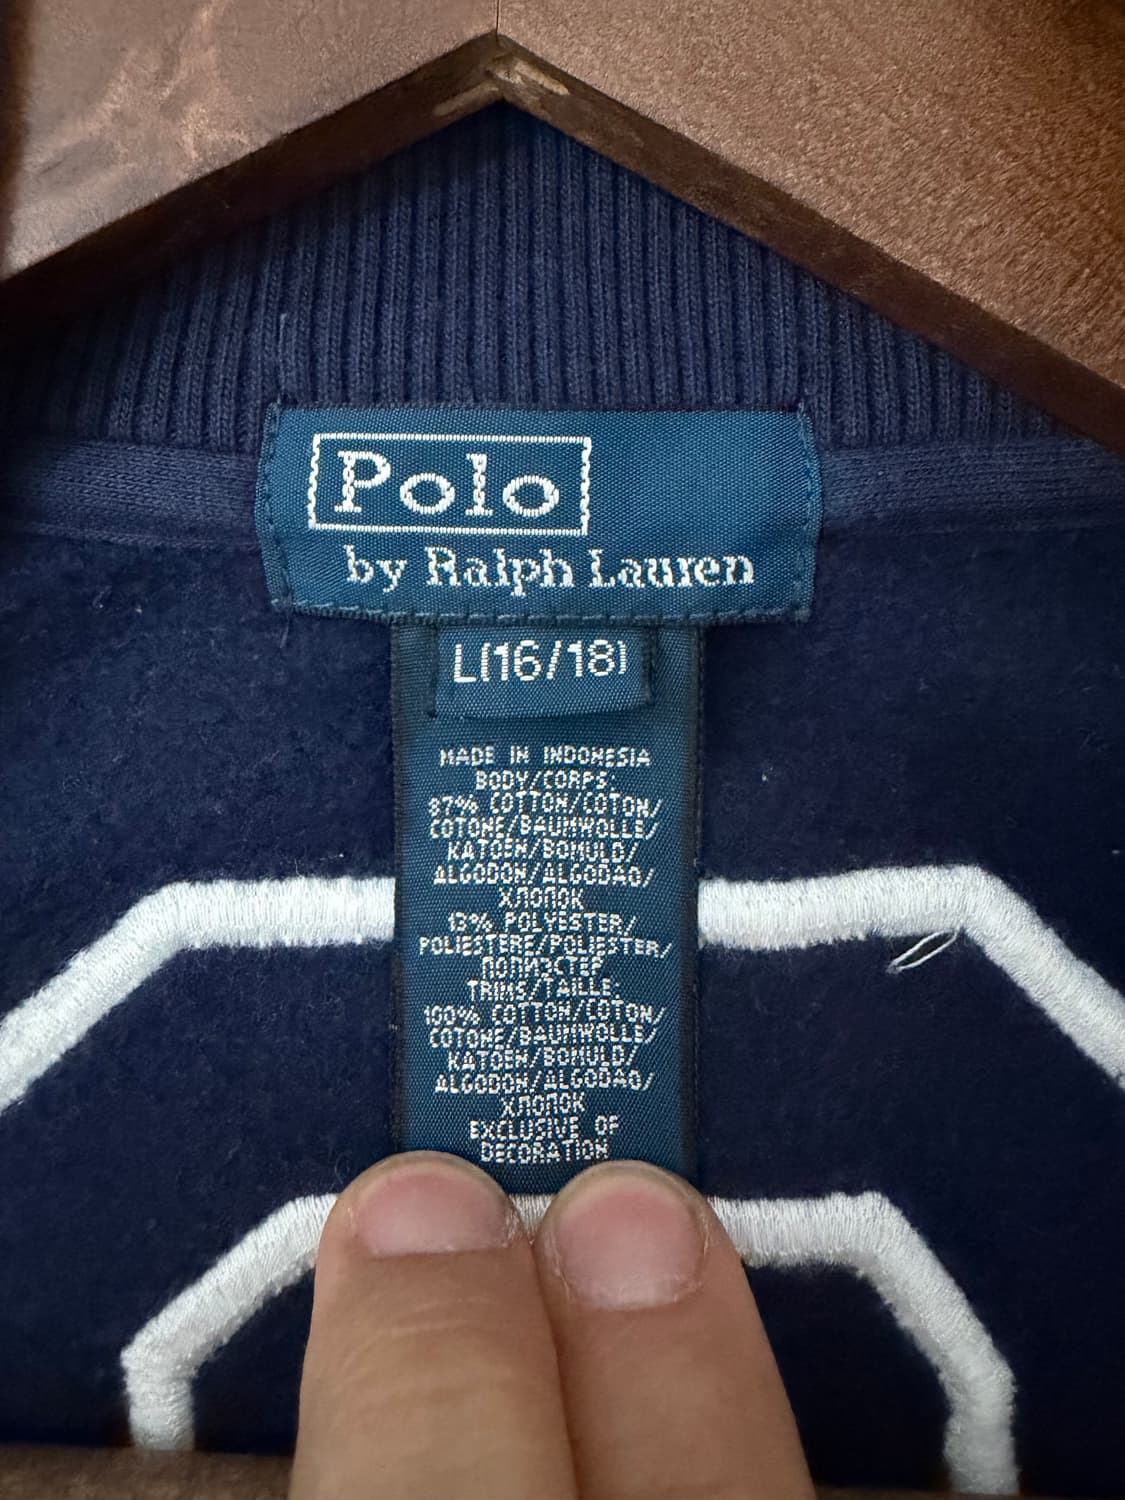 Polo
by Ralph Lauren
L(16/18)
MADE IN INDONESIA
BODY/CORPS:
87% COTTON/COTON/
COTONE/BAUMWOLLE/
KATOEN/BOMULD/
ALGODON/ALGODAO/
ХЛОПОК
13% POLYESTER/
POLIESTERE/POLIESTER/
ПОЛИЭСТЕР
TRIMS/TAILLE:
100% COTTON/COTON/
COTONE/BAUMWOLLE/
KATOEN/BOMULD/
ALGODON/ALGODAO/
ХЛОПОК
EXCLUSIVE OF
DECORATION